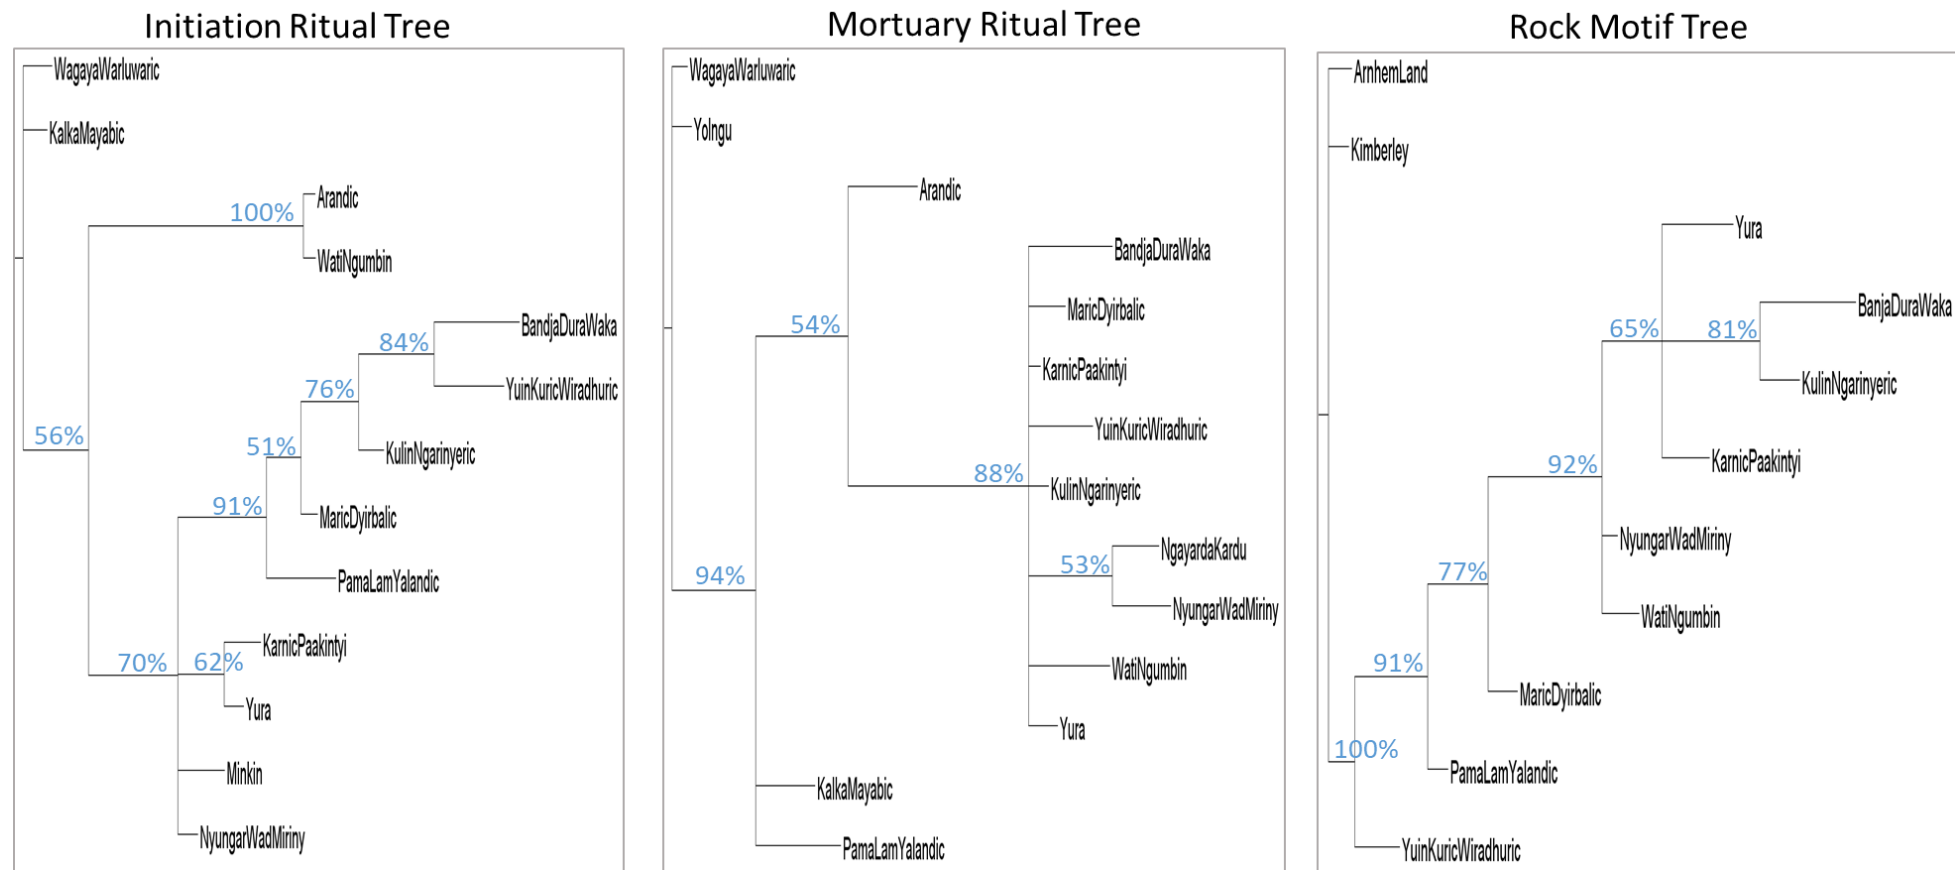 Initiation Ritual Tree
WagayaWarluwaric
KalkaMayabic
Arandic
100%
WatiNgumbin
BandjaDuraWaka
84%
YuinKuricWiradhuric
76%
56%
51%
KulinNgarinyeric
91%
MaricDyirbalic
PamaLamYalandic
KarnicPaakintyi
70%
62%
Yura
Minkin
NyungarWadMiriny
Mortuary Ritual Tree
WagayaWarluwaric
Yolngu
Arandic
BandjaDuraWaka
MaricDyirbalic
54%
KarnicPaakintyi
YuinKuricWiradhuric
88%
KulinNgarinyeric
NgayardaKardu
53%
94%
NyungarWadMiriny
WatiNgumbin
Yura
KalkaMayabic
PamaLamYalandic
Rock Motif Tree
ArnhemLand
Kimberley
Yura
BanjaDuraWaka
65%
81%
KulinNgarinyeric
KarnicPaakintyi
92%
NyungarWadMiriny
77%
WatiNgumbin
91%
MaricDyirbalic
100%
PamaLamYalandic
YuinKuricWiradhuric